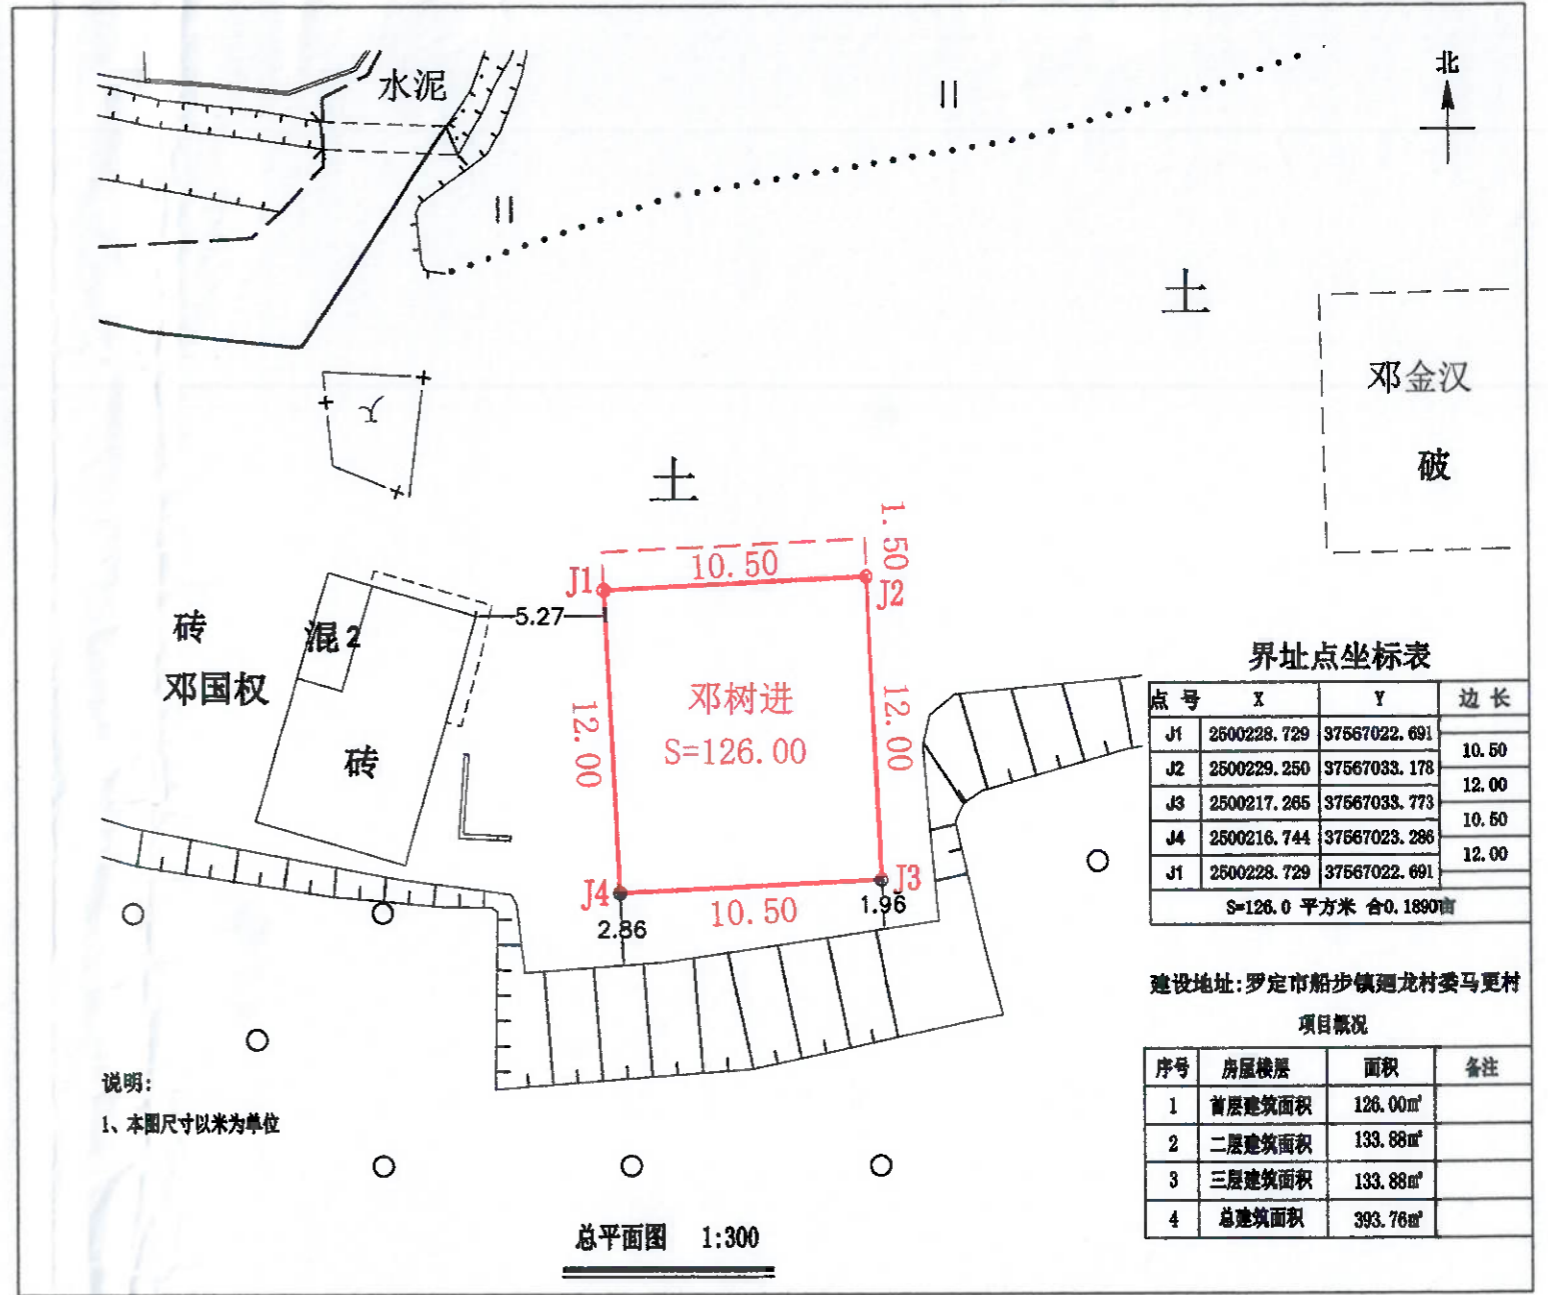 水泥
北
土
邓金汉
破
土
1.50
10.50
J1
J2
5.27
砖
混2
邓国权
砖
12.00
邓树进
S=126.00
12.00
J4
J3
10.50
2.86
1.96
界址点坐标表
点号 X Y 边长
J1 2500228.729 37567022.691
10.50
J2 2500229.250 37567033.178
12.00
J3 2500217.265 37567033.773
10.50
J4 2500216.744 37567023.286
12.00
J1 2500228.729 37567022.691
S=126.0 平方米 合0.1890亩
建设地址:罗定市船步镇廻龙村委马更村
项目概况
序号 房屋楼层 面积 备注
1 首层建筑面积 126.00㎡
2 二层建筑面积 133.88㎡
3 三层建筑面积 133.88㎡
4 总建筑面积 393.76㎡
说明:
1、本图尺寸以米为单位
总平面图 1:300